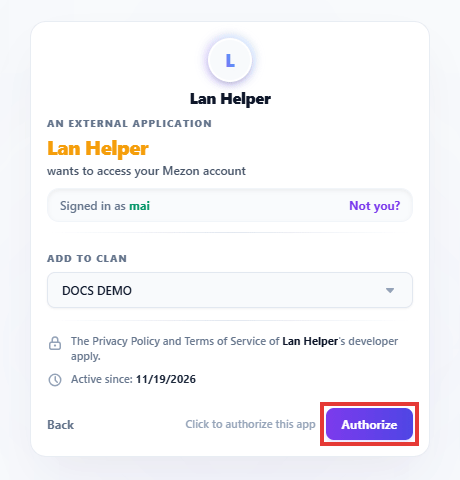 L
Lan Helper
AN EXTERNAL APPLICATION
Lan Helper
wants to access your Mezon account
Signed in as mai Not you?
ADD TO CLAN
DOCS DEMO
The Privacy Policy and Terms of Service of Lan Helper's developer
apply.
Active since: 11/19/2026
Back Click to authorize this app Authorize